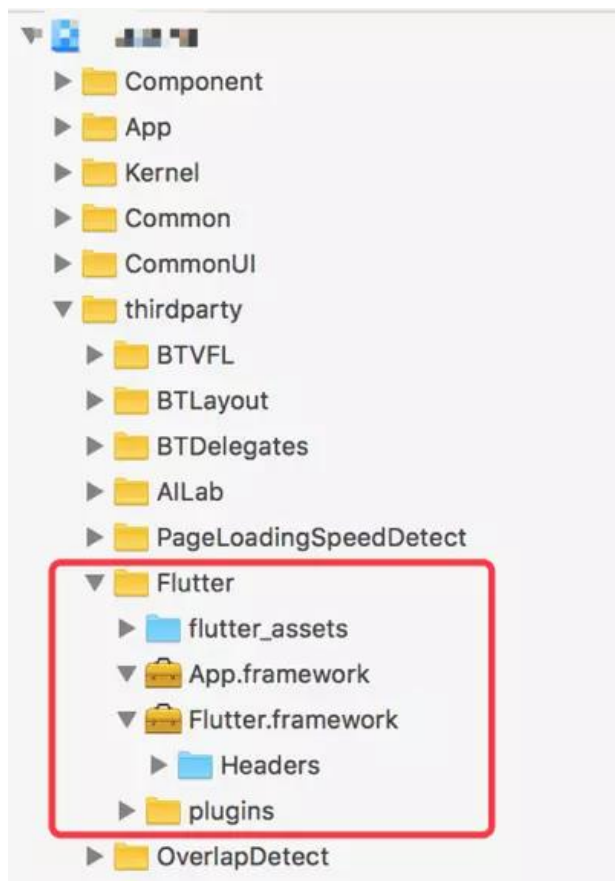 Component
App
Kernel
Common
CommonUI
thirdparty
BTVFL
BTLayout
BTDelegates
AILab
PageLoadingSpeedDetect
Flutter
flutter_assets
App.framework
Flutter.framework
Headers
plugins
OverlapDetect